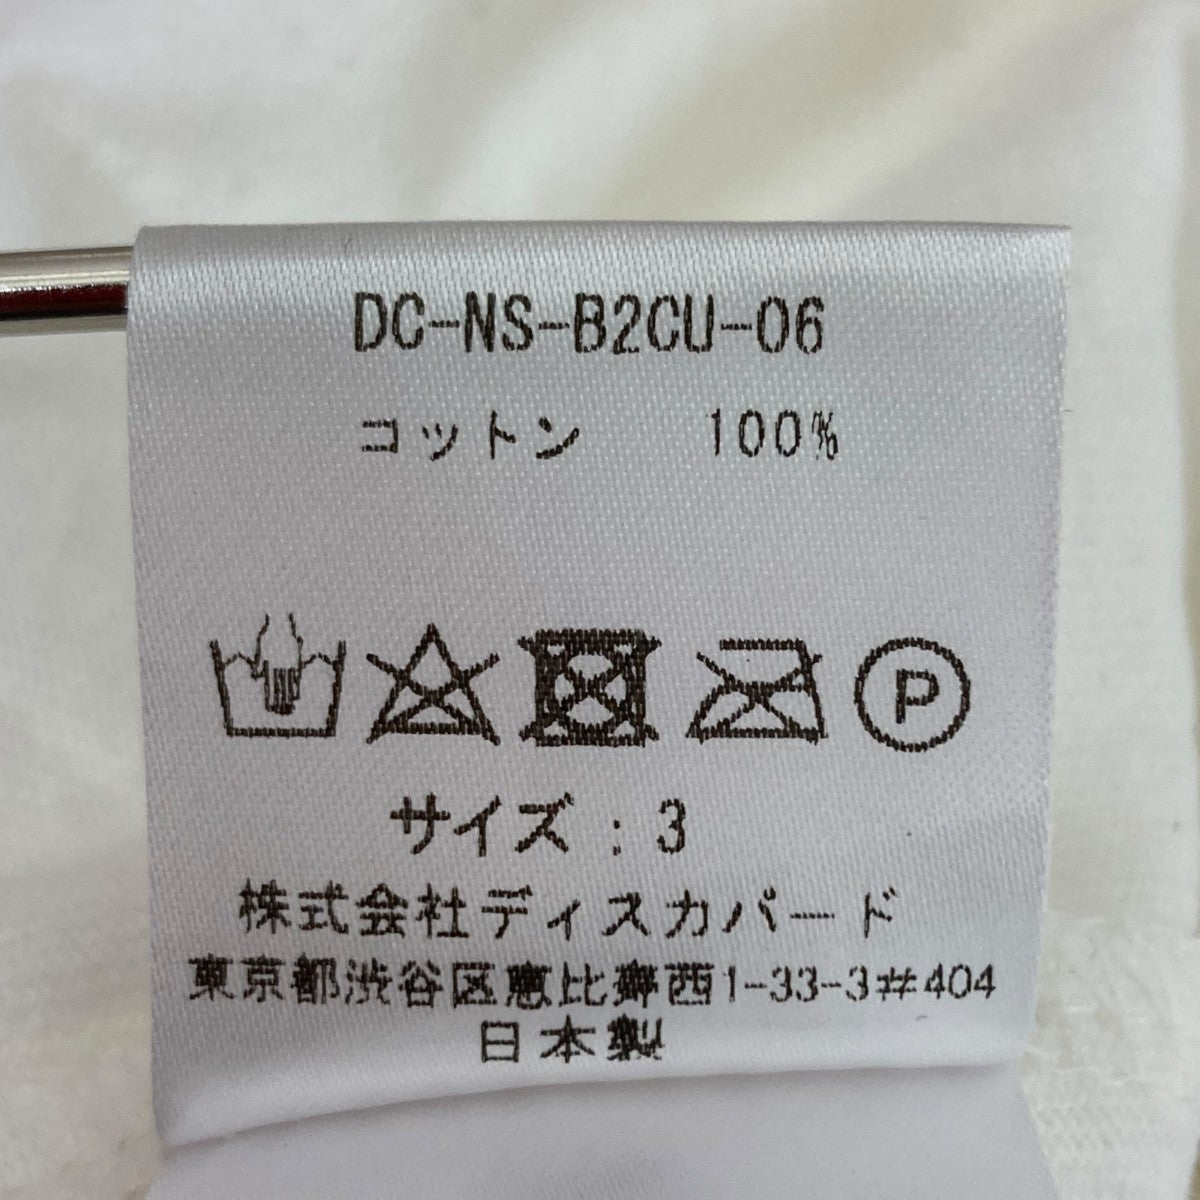 DC-NS-B2CU-06
コットン 100%
P
サイズ : 3
株式会社ディスカバード
東京都渋谷区恵比寿西1-33-3#404
日本製